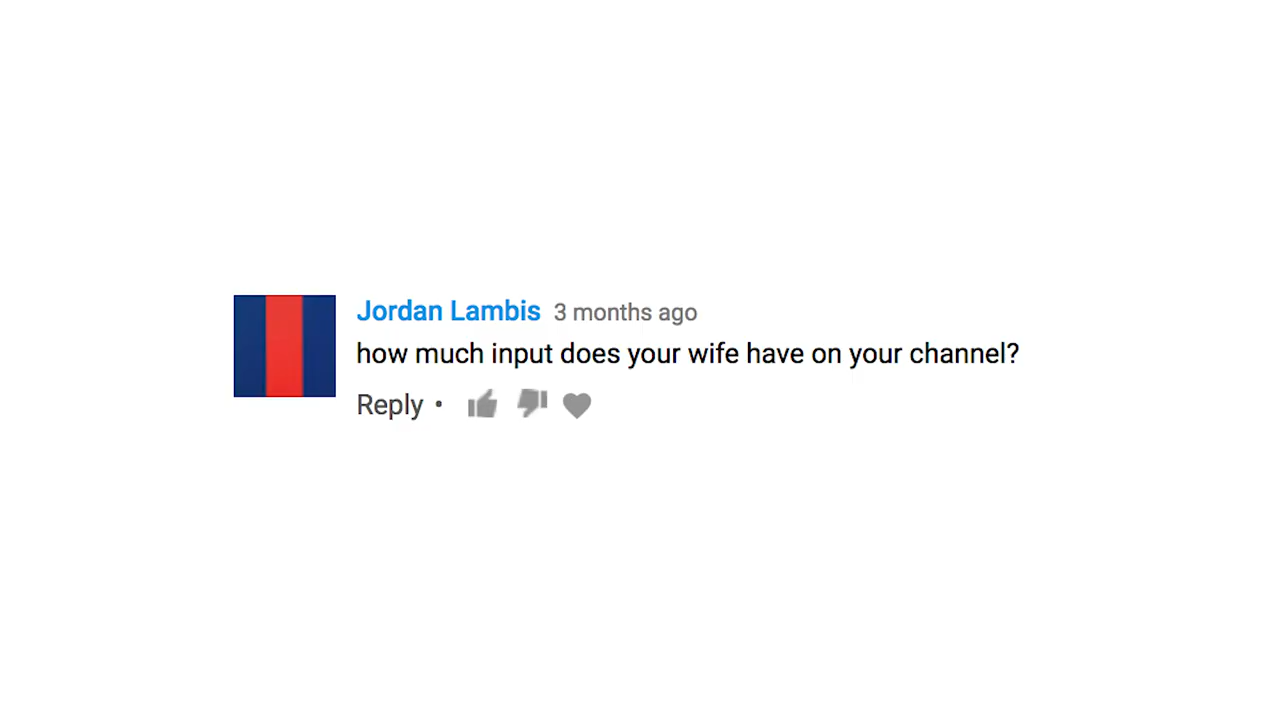 Jordan Lambis 3 months ago
how much input does your wife have on your channel?
Reply •